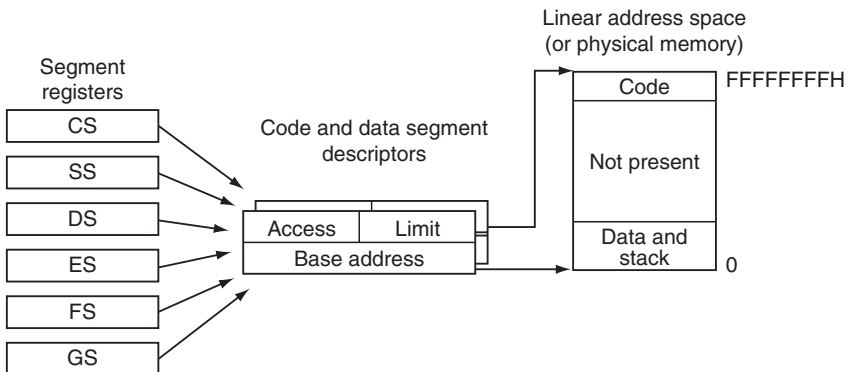 Linear address space
(or physical memory)
Segment
registers
Code and data segment
descriptors
CS
SS
DS
ES
FS
GS
Access
Limit
Base address
Code
FFFFFFFFH
Not present
Data and
stack
0